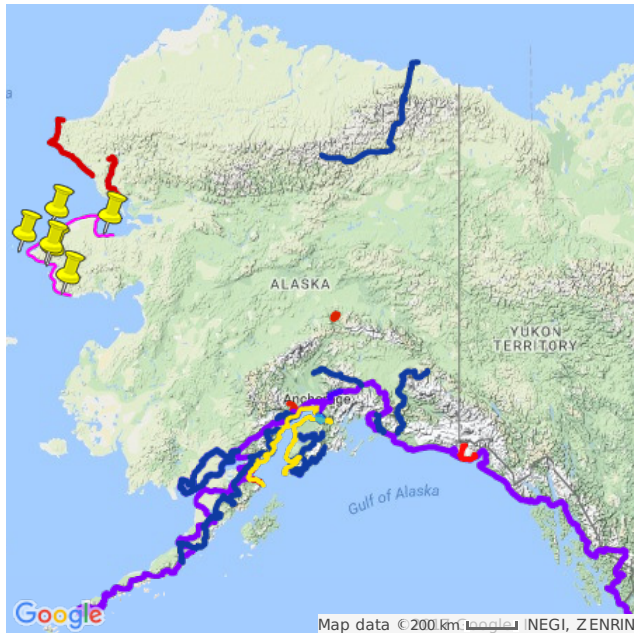 ALASKA
YUKON
TERRITORY
Anchorage
Gulf of Alaska
Google
Map data ©200 km NEGI, ZENRIN